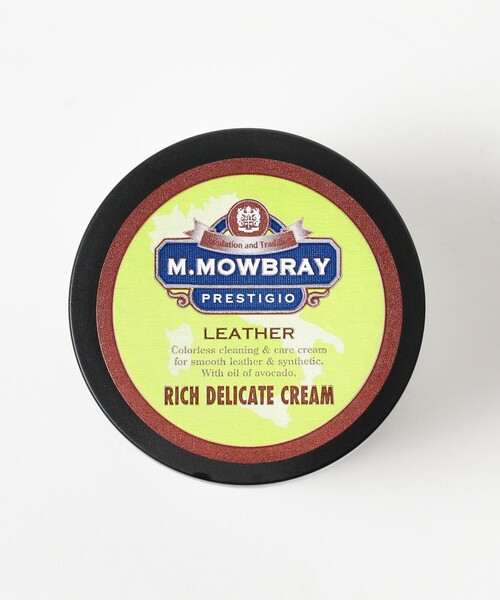 and Tradition
M.MOWBRAY
PRESTIGIO
LEATHER
Colorless cleaning & care cream
for smooth leather & synthetic.
With oil of avocado.
RICH DELICATE CREAM